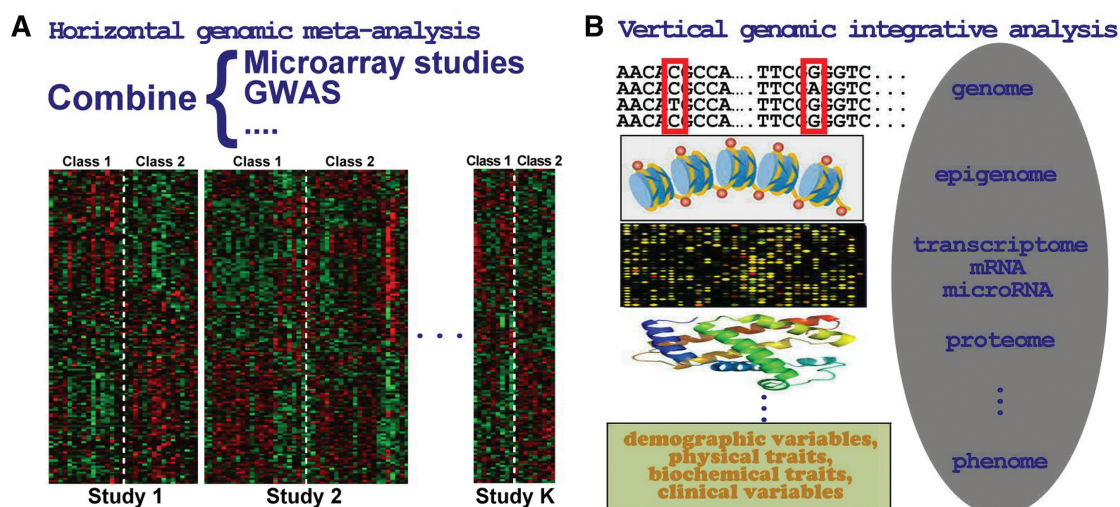 A Horizontal genomic meta-analysis
Combine { Microarray studies
GWAS
....
Class 1 Class 2 Class 1 Class 2 Class 1 Class 2
. . . .
Study 1 Study 2 Study K
B Vertical genomic integrative analysis
AACACGCCA.... TTCGGGGTC...
AACACGCCA.... TTCGAGGTC...
AACATGCCA.... TTCGGGGTC...
AACACGCCA.... TTCGGGGTC...
genome
epigenome
transcriptome
mRNA
microRNA
proteome
phenome
demographic variables,
physical traits,
biochemical traits,
clinical variables